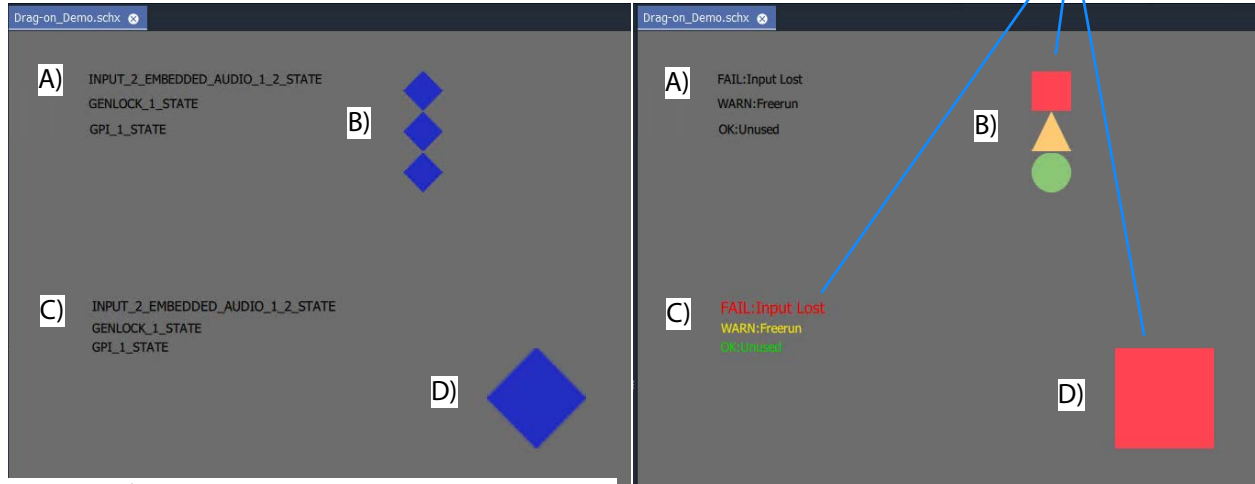 Drag-on_Demo.schx
A)
INPUT_2_EMBEDDED_AUDIO_1_2_STATE
GENLOCK_1_STATE
GPI_1_STATE
B)
C)
INPUT_2_EMBEDDED_AUDIO_1_2_STATE
GENLOCK_1_STATE
GPI_1_STATE
D)
Drag-on_Demo.schx
A)
FAIL:Input Lost
WARN:Freerun
OK:Unused
B)
C)
FAIL:Input Lost
WARN:Freerun
OK:Unused
D)